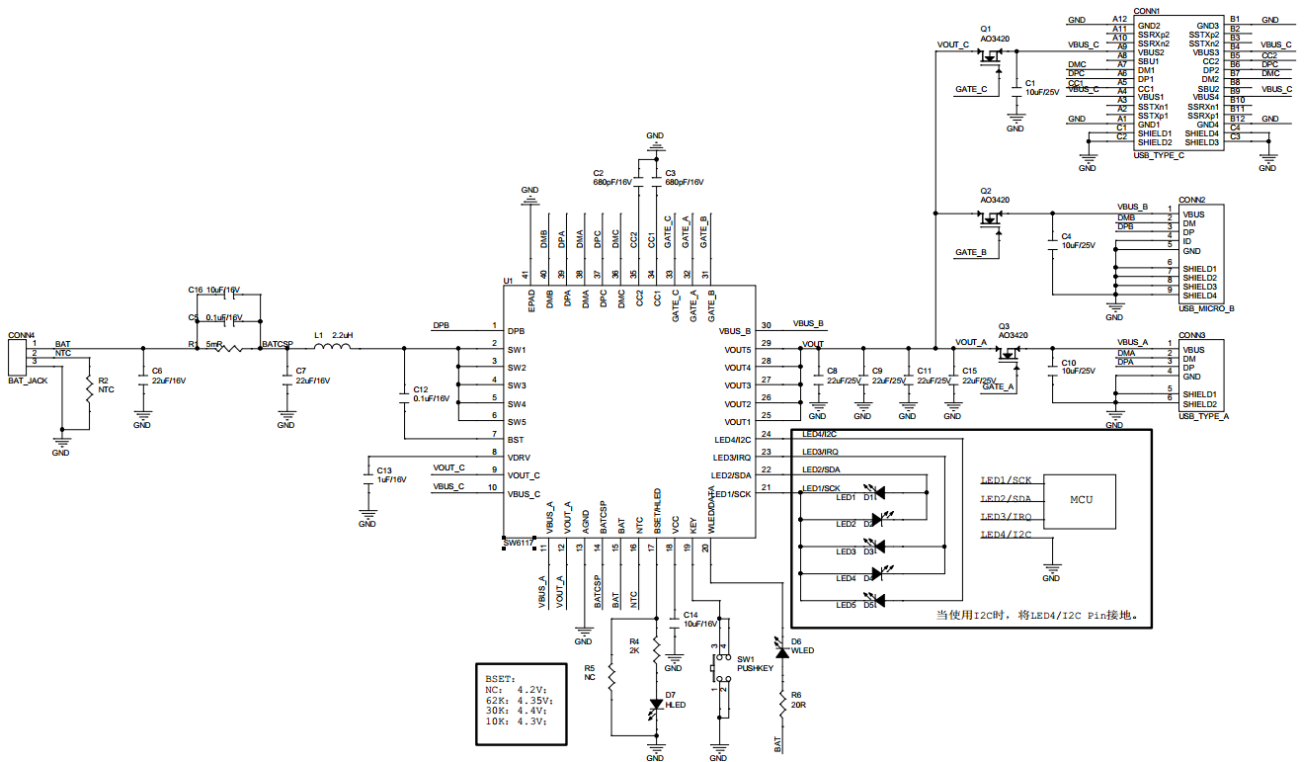 CONN1
GND A12 GND2 GND3 B1 GND
A11 SSRXp2 SSTXp2 B2
A10 SSRXn2 SSTXn2 B3
VBUS_C A9 VBUS2 VBUS3 B4 VBUS_C
A8 SBU1 CC2 B5 CC2
DMC A7 DM1 DP2 B6 DPC
DPC A6 DP1 DM2 B7 DMC
CC1 A5 CC1 SBU2 B8
VBUS_C A4 VBUS1 VBUS4 B9 VBUS_C
A3 SSTXn1 SSRXn1 B10
A2 SSTXp1 SSRXp1 B11
GND A1 GND1 GND4 B12 GND
C1 SHIELD1 SHIELD4 C4
C2 SHIELD2 SHIELD3 C3
USB_TYPE_C
GND GND
Q1
AO3420
VOUT_C
GATE_C
C1
10uF/25V
GND
Q2
AO3420
GATE_B
C4
10uF/25V
GND
CONN2
VBUS_B 1 VBUS
DMB 2 DM
DPB 3 DP
4 ID
5 GND
6 SHIELD1
7 SHIELD2
8 SHIELD3
9 SHIELD4
USB_MICRO_B
Q3
AO3420
VOUT_A
GATE_A
C10
10uF/25V
GND
CONN3
VBUS_A 1 VBUS
DMA 2 DM
DPA 3 DP
4 GND
5 SHIELD1
6 SHIELD2
USB_TYPE_A
GND
C2
680pF/16V
C3
680pF/16V
GND
DMB DPA DMA DPC DMC CC2 CC1 GATE_C GATE_A GATE_B
41 40 39 38 37 36 35 34 33 32 31
EPAD DMB DPA DMA DPC DMC CC2 CC1 GATE_C GATE_A GATE_B
U1
DPB 1 DPB
2 SW1
3 SW2
4 SW3
5 SW4
6 SW5
7 BST
8 VDRV
VOUT_C 9 VOUT_C
VBUS_C 10 VBUS_C
VBUS_B 30 VBUS_B
VOUT5 29 VOUT
VOUT4 28
VOUT3 27
VOUT2 26
VOUT1 25
LED4/I2C 24 LED4/I2C
LED3/IRQ 23 LED3/IRQ
LED2/SDA 22 LED2/SDA
LED1/SCK 21 LED1/SCK
VBUS_A VOUT_A AGND BATCSP BAT NTC BSET/HLED VCC KEY WLED/DATA
SW6117
11 12 13 14 15 16 17 18 19 20
VBUS_A VOUT_A BATCSP BAT NTC
GND
C16 10uF/16V
C5 0.1uF/16V
R1 5mR
BATCSP
L1 2.2uH
CONN4
1 BAT
2 NTC
3
BAT_JACK
R2
NTC
GND
C6
22uF/16V
GND
C7
22uF/16V
GND
C12
0.1uF/16V
C13
1uF/16V
GND
C8
22uF/25V
GND
C9
22uF/25V
GND
C11
22uF/25V
GND
C15
22uF/25V
GND
LED1 D1
LED2 D2
LED3 D3
LED4 D4
LED5 D5
LED1/SCK
LED2/SDA
LED3/IRQ
LED4/I2C
MCU
GND
当使用I2C时，将LED4/I2C Pin接地。
C14
10uF/16V
GND
R4
2K
R5
NC
D7
HLED
GND
3 4
SW1
PUSHKEY
1 2
GND
D6
WLED
R6
20R
BAT
BSET:
NC: 4.2V;
62K: 4.35V;
30K: 4.4V;
10K: 4.3V;